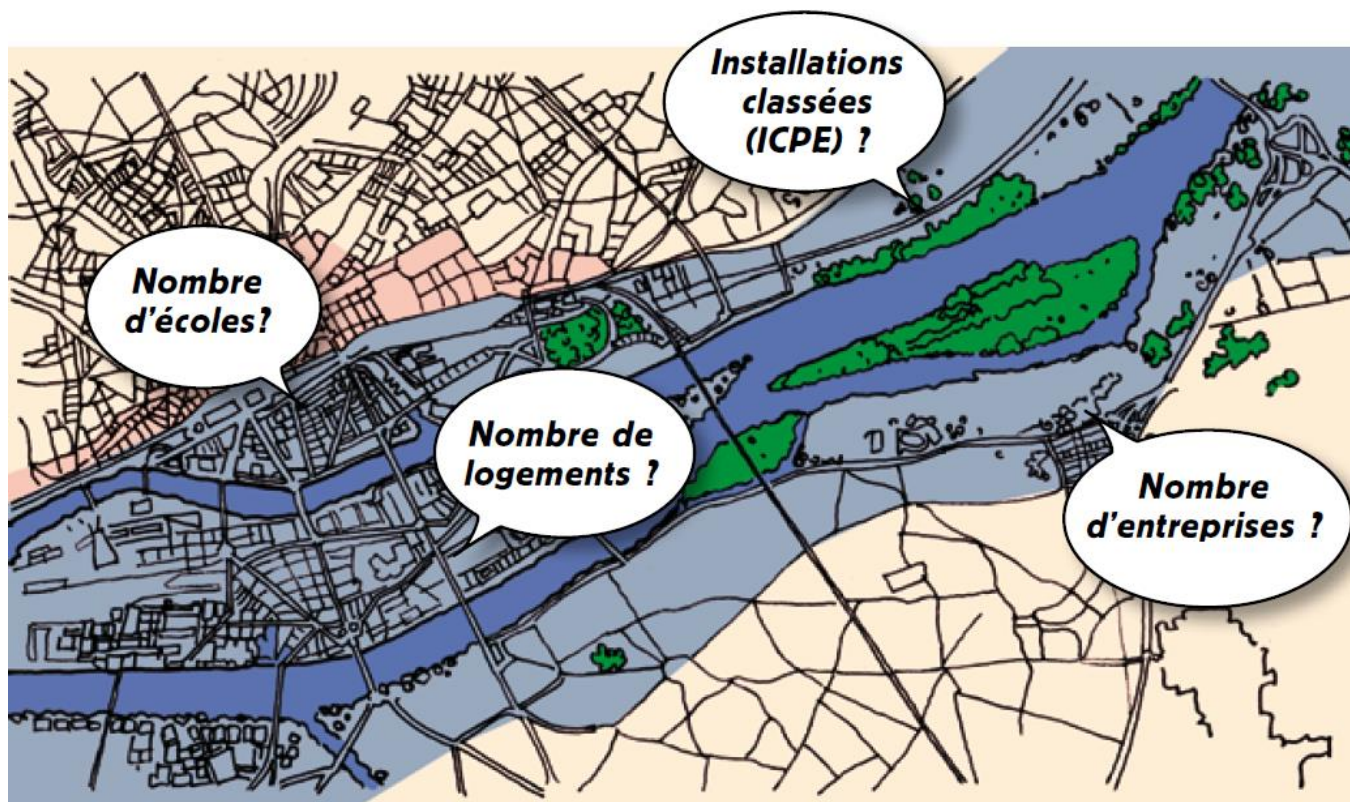 Installations
classées
(ICPE) ?
Nombre
d'écoles?
Nombre de
logements ?
Nombre
d'entreprises ?